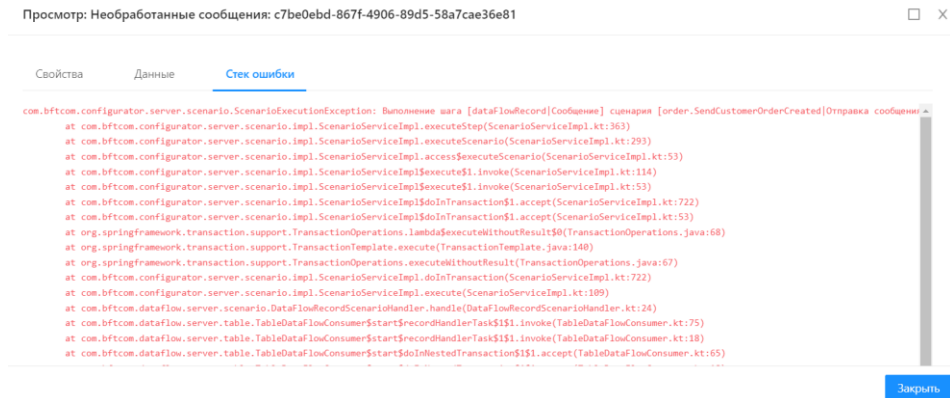 Просмотр: Необработанные сообщения: c7be0ebd-867f-4906-89d5-58a7cae36e81
Свойства Данные Стек ошибки
com.bftcom.configurator.server.scenario.ScenarioExecutionException: Выполнение шага [dataFlowRecord|Сообщение] сценария [order.SendCustomerOrderCreated|Отправка сообщения
at com.bftcom.configurator.server.scenario.impl.ScenarioServiceImpl.executeStep(ScenarioServiceImpl.kt:363)
at com.bftcom.configurator.server.scenario.impl.ScenarioServiceImpl.executeScenario(ScenarioServiceImpl.kt:293)
at com.bftcom.configurator.server.scenario.impl.ScenarioServiceImpl.access$executeScenario(ScenarioServiceImpl.kt:53)
at com.bftcom.configurator.server.scenario.impl.ScenarioServiceImpl$execute$1.invoke(ScenarioServiceImpl.kt:114)
at com.bftcom.configurator.server.scenario.impl.ScenarioServiceImpl$execute$1.invoke(ScenarioServiceImpl.kt:53)
at com.bftcom.configurator.server.scenario.impl.ScenarioServiceImpl$doInTransaction$1.accept(ScenarioServiceImpl.kt:722)
at com.bftcom.configurator.server.scenario.impl.ScenarioServiceImpl$doInTransaction$1.accept(ScenarioServiceImpl.kt:53)
at org.springframework.transaction.support.TransactionOperations.lambda$executeWithoutResult$0(TransactionOperations.java:68)
at org.springframework.transaction.support.TransactionTemplate.execute(TransactionTemplate.java:140)
at org.springframework.transaction.support.TransactionOperations.executeWithoutResult(TransactionOperations.java:67)
at com.bftcom.configurator.server.scenario.impl.ScenarioServiceImpl.doInTransaction(ScenarioServiceImpl.kt:722)
at com.bftcom.configurator.server.scenario.impl.ScenarioServiceImpl.execute(ScenarioServiceImpl.kt:109)
at com.bftcom.dataflow.server.scenario.DataFlowRecordScenarioHandler.handle(DataFlowRecordScenarioHandler.kt:24)
at com.bftcom.dataflow.server.table.TableDataFlowConsumer$start$recordHandlerTask$1$1.invoke(TableDataFlowConsumer.kt:75)
at com.bftcom.dataflow.server.table.TableDataFlowConsumer$start$recordHandlerTask$1$1.invoke(TableDataFlowConsumer.kt:18)
at com.bftcom.dataflow.server.table.TableDataFlowConsumer$start$doInNestedTransaction$1$1.accept(TableDataFlowConsumer.kt:65)
Закрыть